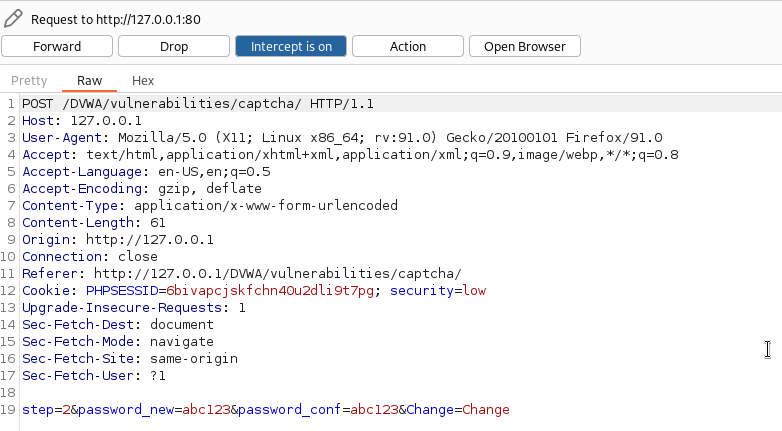 Request to http://127.0.0.1:80
Forward Drop Intercept is on Action Open Browser
Pretty Raw Hex
1 POST /DVWA/vulnerabilities/captcha/ HTTP/1.1
2 Host: 127.0.0.1
3 User-Agent: Mozilla/5.0 (X11; Linux x86_64; rv:91.0) Gecko/20100101 Firefox/91.0
4 Accept: text/html,application/xhtml+xml,application/xml;q=0.9,image/webp,*/*;q=0.8
5 Accept-Language: en-US,en;q=0.5
6 Accept-Encoding: gzip, deflate
7 Content-Type: application/x-www-form-urlencoded
8 Content-Length: 61
9 Origin: http://127.0.0.1
10 Connection: close
11 Referer: http://127.0.0.1/DVWA/vulnerabilities/captcha/
12 Cookie: PHPSESSID=6bivapcjskfchn40u2dli9t7pg; security=low
13 Upgrade-Insecure-Requests: 1
14 Sec-Fetch-Dest: document
15 Sec-Fetch-Mode: navigate
16 Sec-Fetch-Site: same-origin
17 Sec-Fetch-User: ?1
18
19 step=2&password_new=abc123&password_conf=abc123&Change=Change